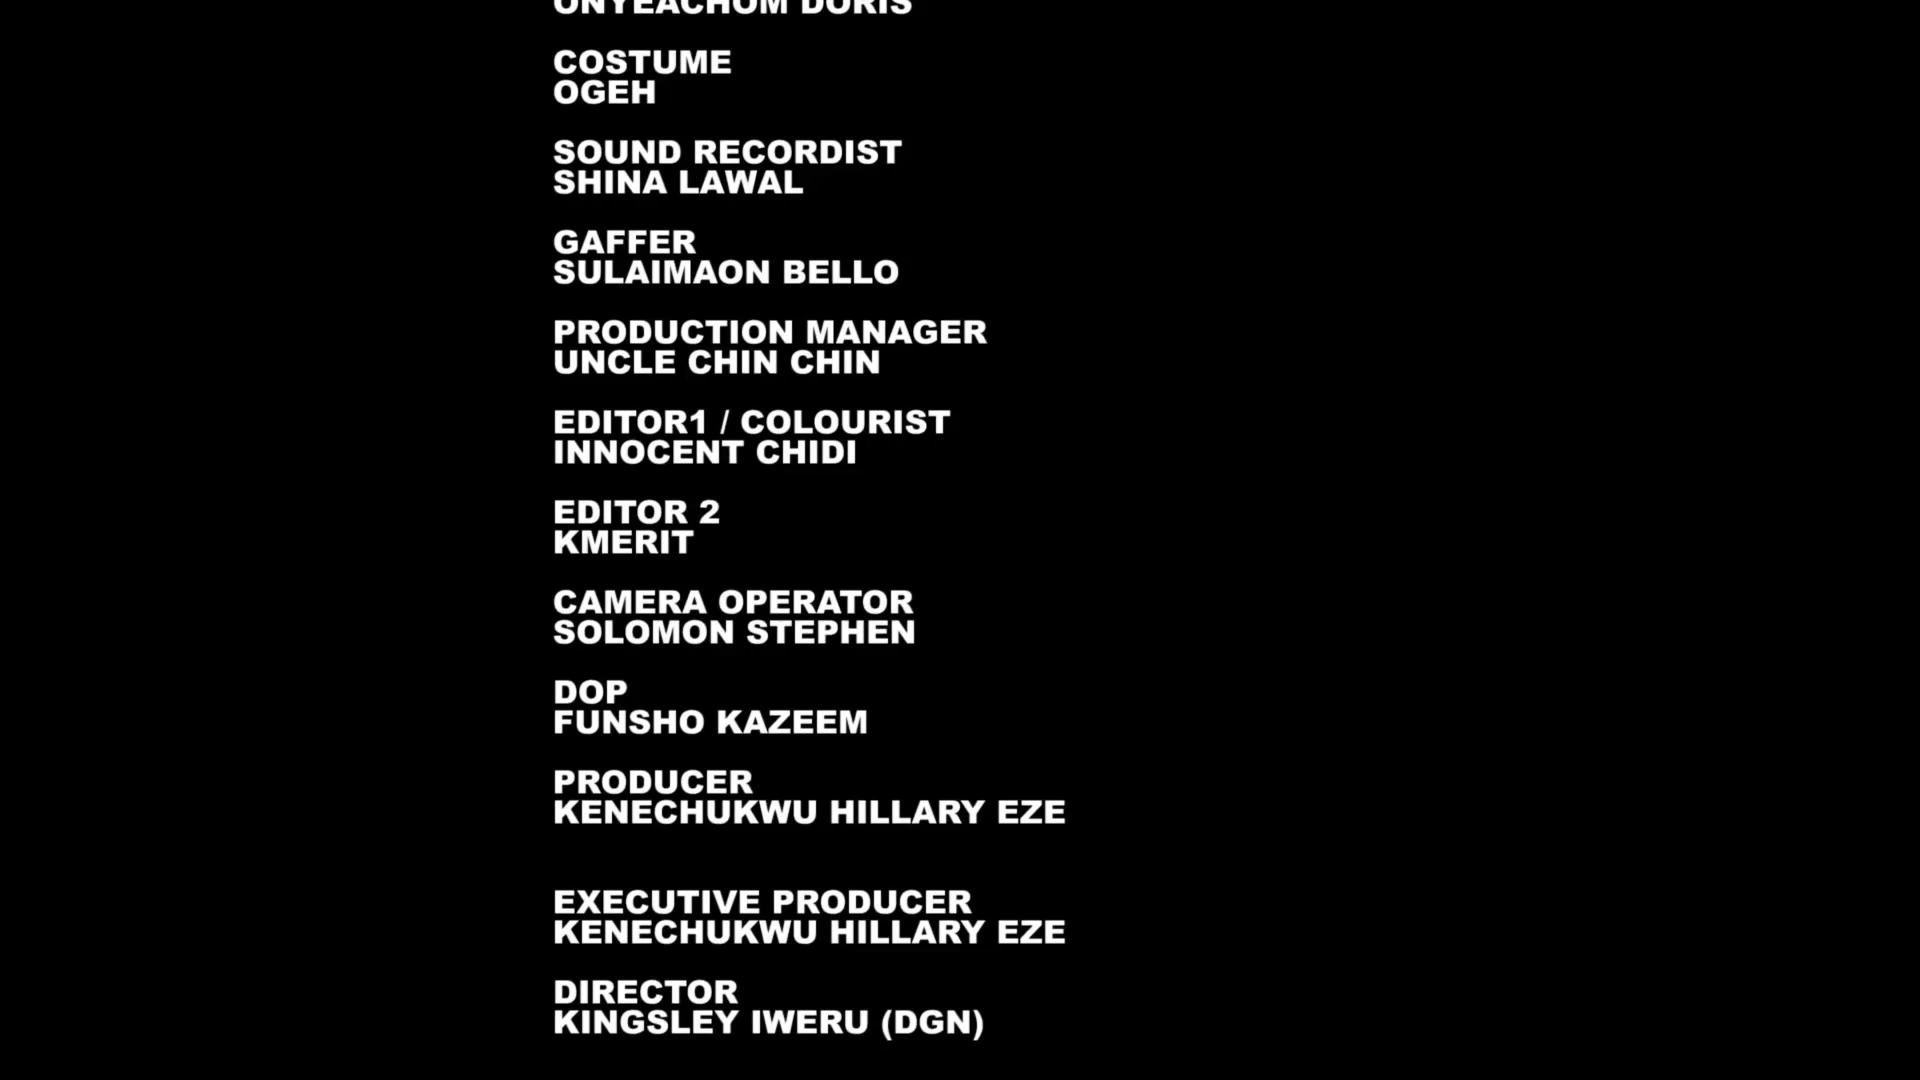 ONYEACHOM DORIS
COSTUME
OGEH
SOUND RECORDIST
SHINA LAWAL
GAFFER
SULAIMAON BELLO
PRODUCTION MANAGER
UNCLE CHIN CHIN
EDITOR1 / COLOURIST
INNOCENT CHIDI
EDITOR 2
KMERIT
CAMERA OPERATOR
SOLOMON STEPHEN
DOP
FUNSHO KAZEEM
PRODUCER
KENECHUKWU HILLARY EZE
EXECUTIVE PRODUCER
KENECHUKWU HILLARY EZE
DIRECTOR
KINGSLEY IWERU (DGN)